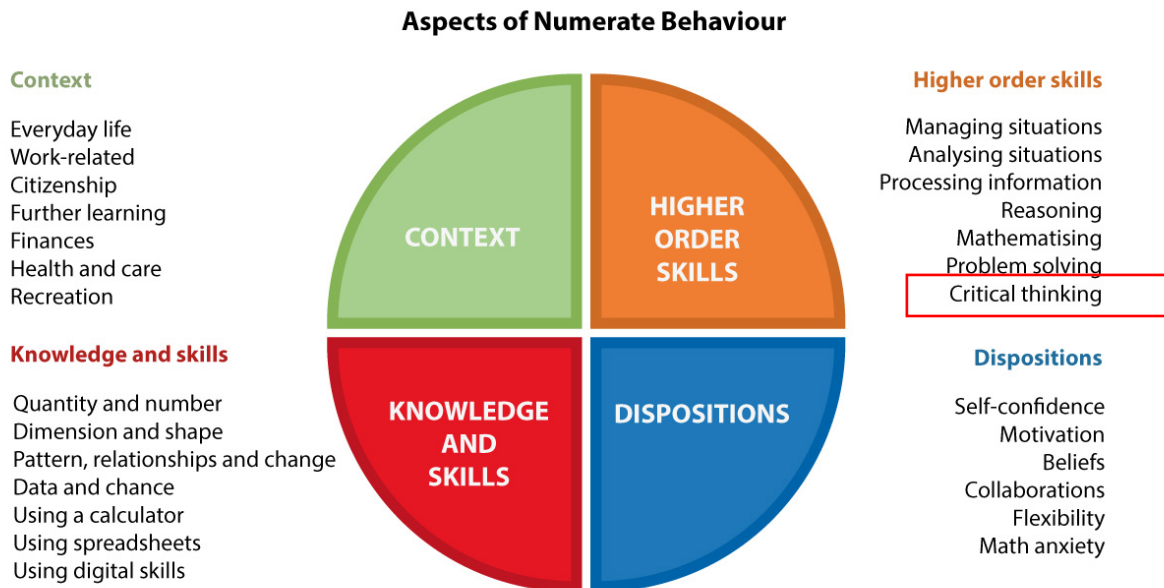 Aspects of Numerate Behaviour
Context
Everyday life
Work-related
Citizenship
Further learning
Finances
Health and care
Recreation
CONTEXT
HIGHER
ORDER
SKILLS
Higher order skills
Managing situations
Analysing situations
Processing information
Reasoning
Mathematising
Problem solving
Critical thinking
Knowledge and skills
Quantity and number
Dimension and shape
Pattern, relationships and change
Data and chance
Using a calculator
Using spreadsheets
Using digital skills
KNOWLEDGE
AND
SKILLS
DISPOSITIONS
Dispositions
Self-confidence
Motivation
Beliefs
Collaborations
Flexibility
Math anxiety